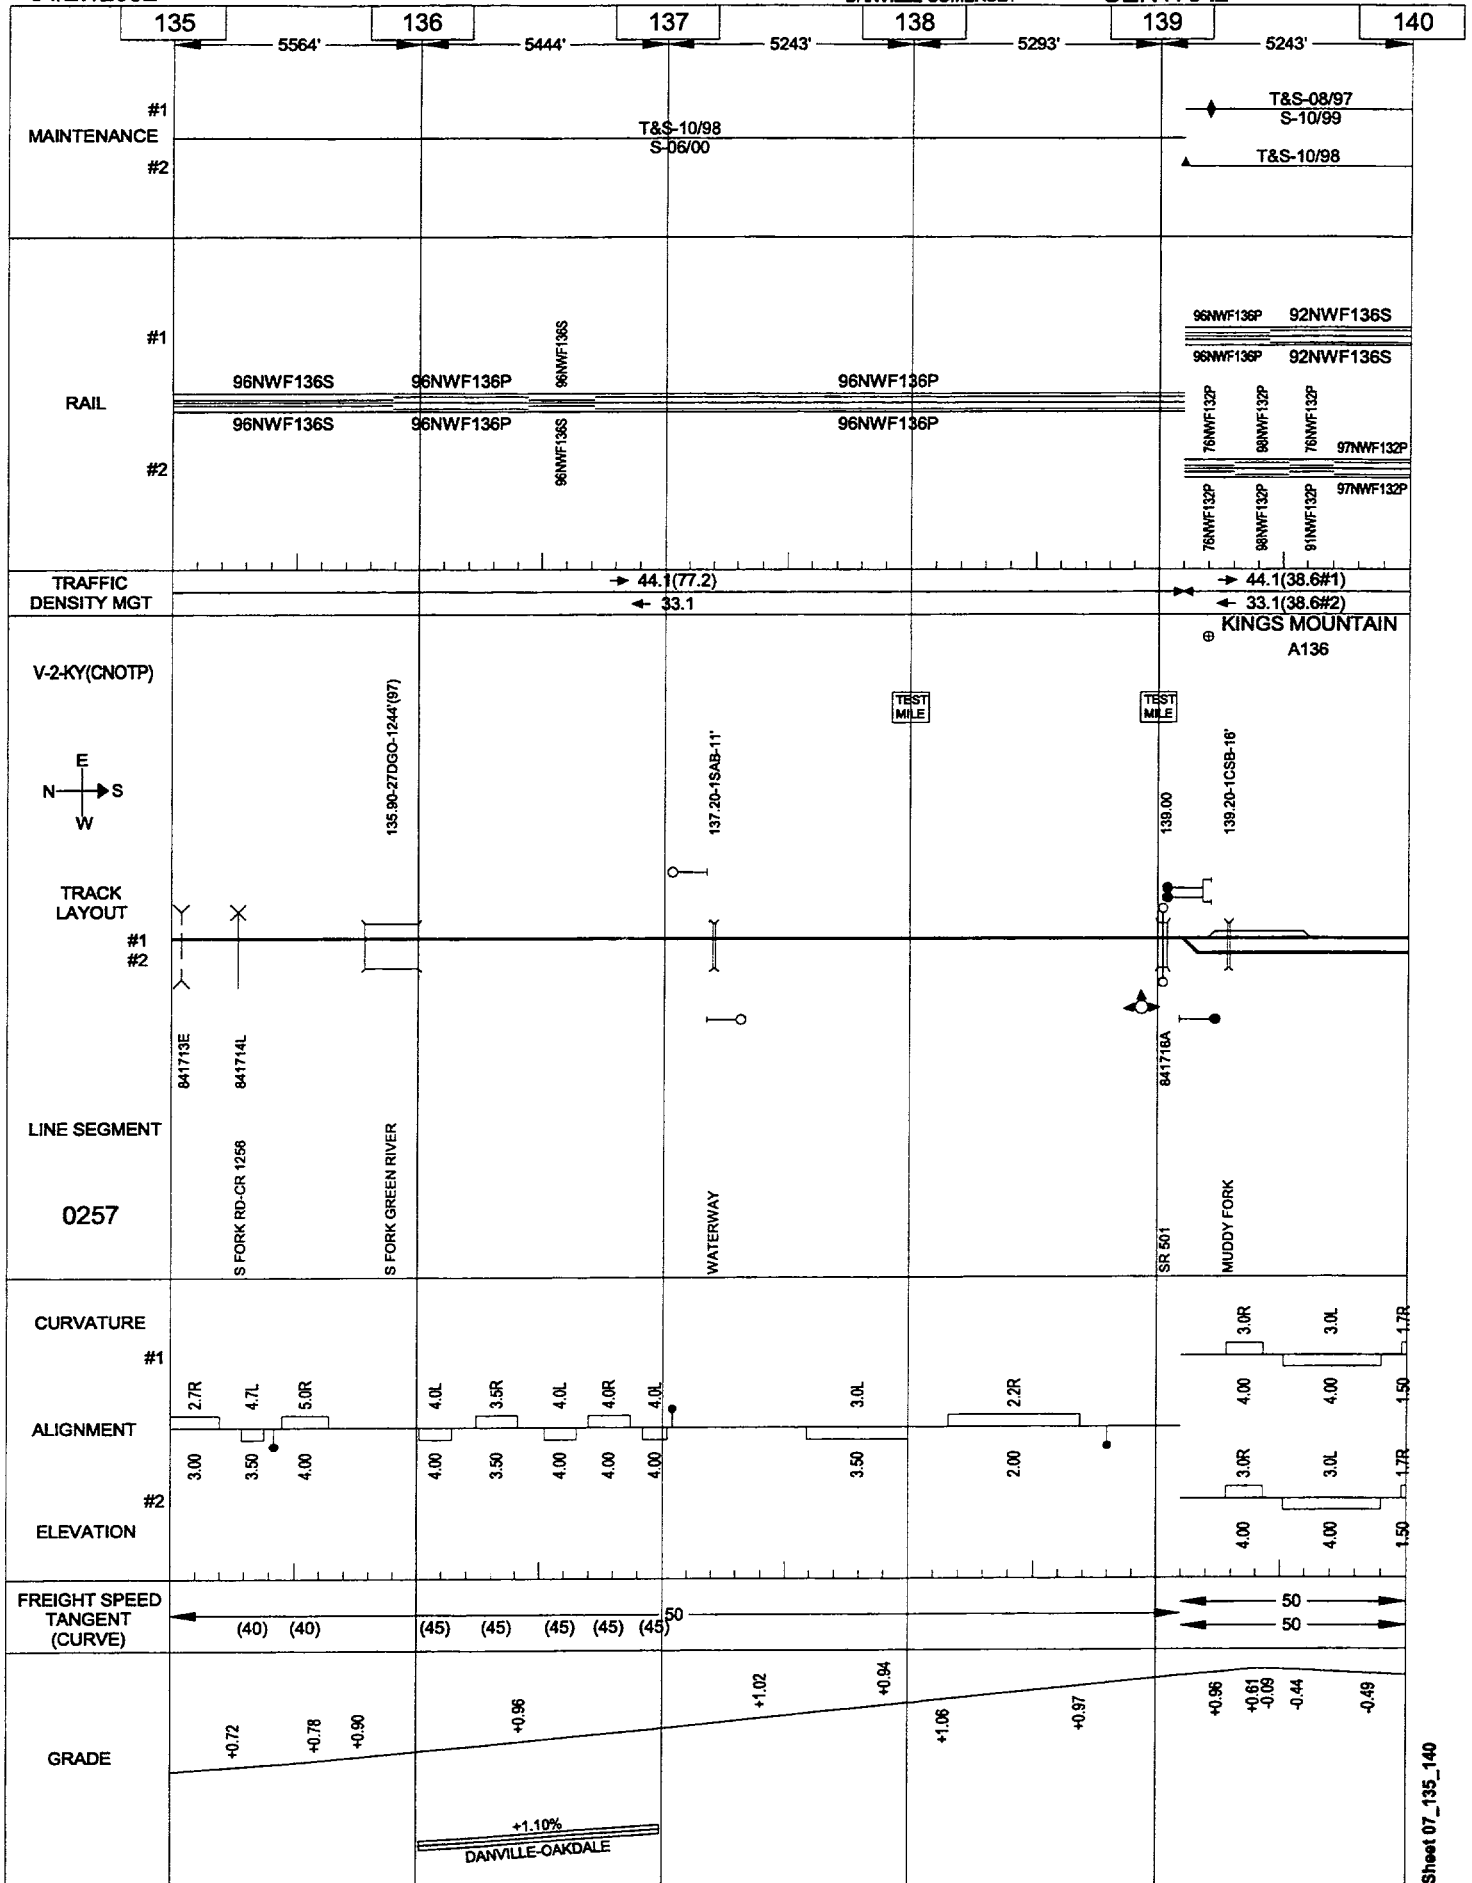 135 136 137 138 139 140
5564' 5444' 5243' 5293' 5243'
#1
MAINTENANCE
#2
T&S-10/98
S-06/00
T&S-08/97
S-10/99
T&S-10/98
#1
RAIL
#2
96NWF136S
96NWF136S
96NWF136P
96NWF136P
96NWF136S
96NWF136S
96NWF136P
96NWF136P
96NWF136P 92NWF136S
96NWF136P 92NWF136S
76NWF132P
98NWF132P
76NWF132P
97NWF132P
76NWF132P
98NWF132P
91NWF132P
97NWF132P
TRAFFIC
DENSITY MGT
44.1(77.2)
33.1
44.1(38.6#1)
33.1(38.6#2)
V-2-KY(CNOTP)
KINGS MOUNTAIN
A136
E
N S
W
135.90-27DGO-1244'(97)
137.20-1SAB-11'
TEST
MILE
TEST
MILE
139.00
139.20-1CSB-16'
TRACK
LAYOUT
#1
#2
841713E
841714L
841716A
LINE SEGMENT
0257
S FORK RD-CR 1256
S FORK GREEN RIVER
WATERWAY
SR 501
MUDDY FORK
CURVATURE
#1
ALIGNMENT
#2
ELEVATION
2.7R 4.7L 5.0R 4.0L 3.5R 4.0L 4.0R 4.0L 3.0L 2.2R
3.00 3.50 4.00 4.00 3.50 4.00 4.00 4.00 3.50 2.00
3.0R 3.0L 1.7R
4.00 4.00 1.50
3.0R 3.0L 1.7R
4.00 4.00 1.50
FREIGHT SPEED
TANGENT
(CURVE)
50
(40) (40) (45) (45) (45) (45) (45)
50
50
GRADE
+0.72 +0.78 +0.90 +0.96 +1.02 +0.94 +1.06 +0.97 +0.96 +0.61 -0.09 -0.44 -0.49
+1.10%
DANVILLE-OAKDALE
Sheet 07_135_140